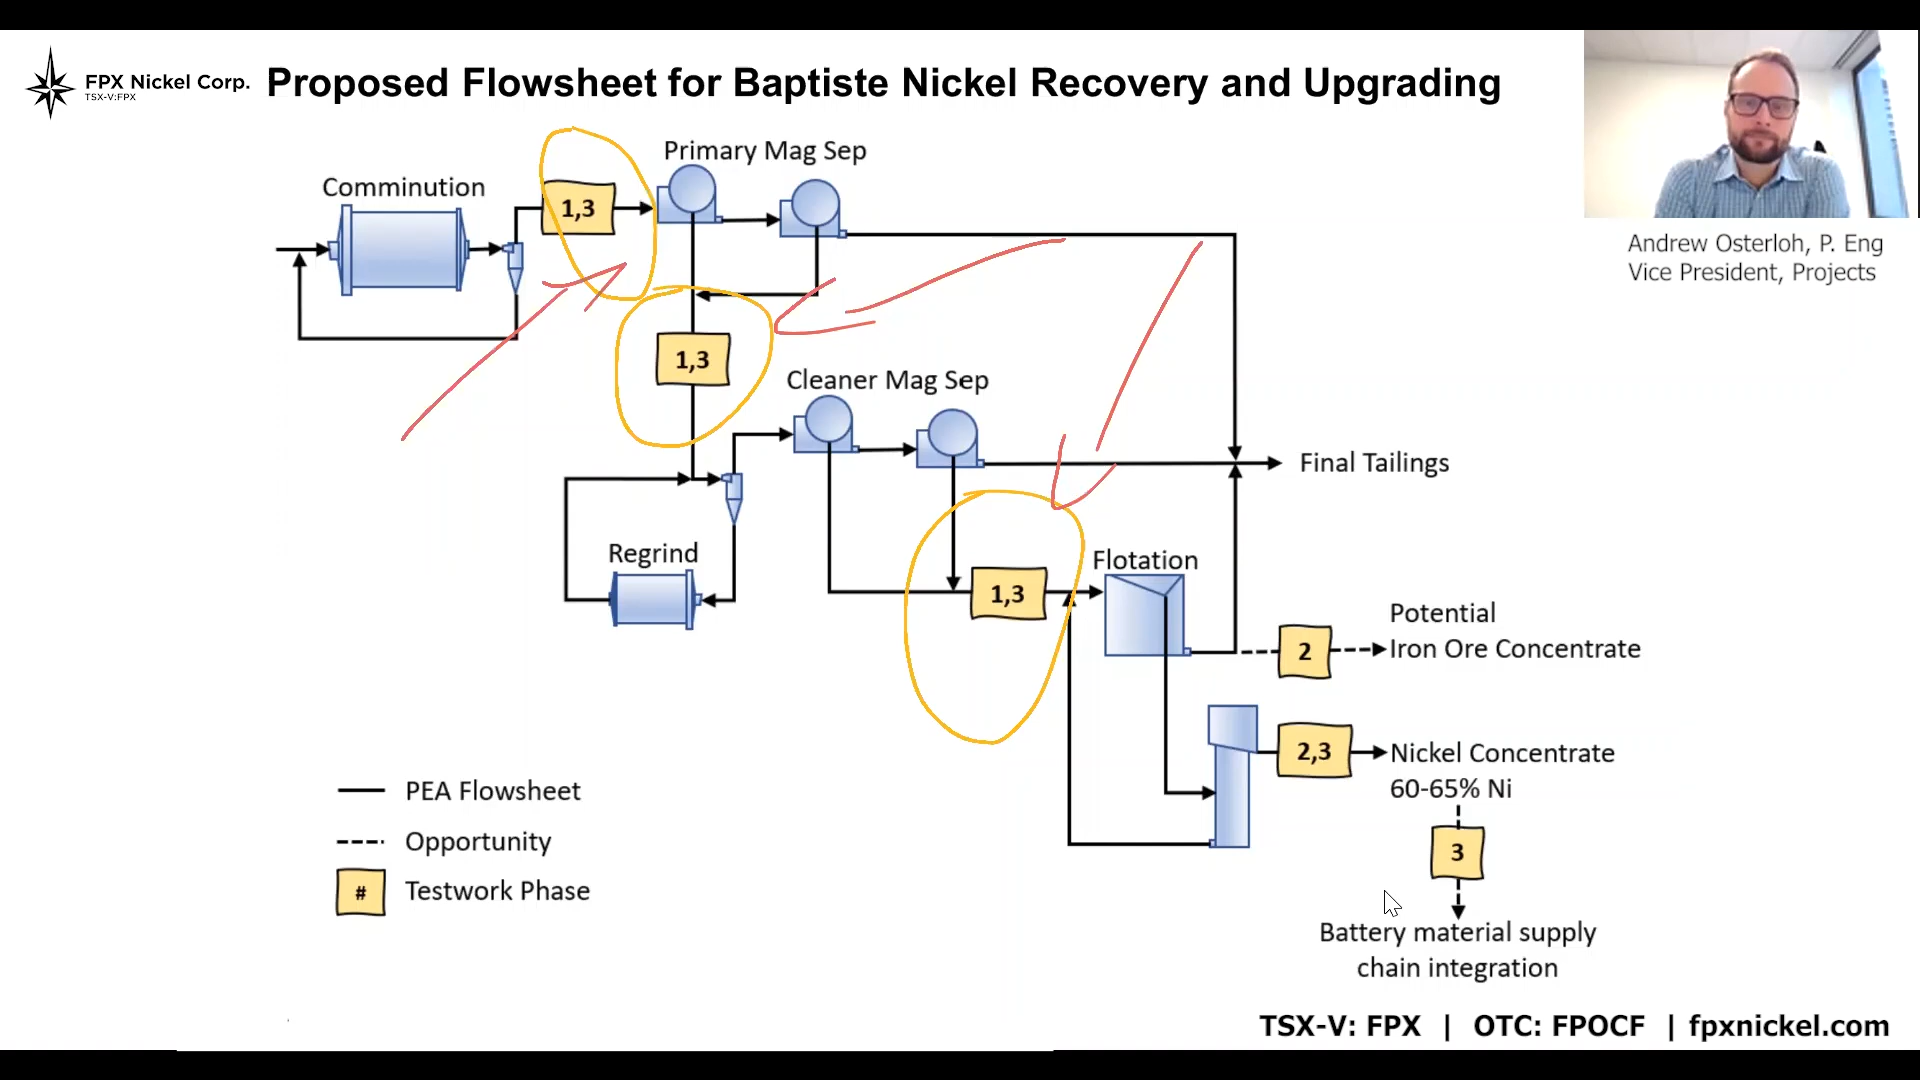 FPX Nickel Corp.
TSX-V:FPX
Proposed Flowsheet for Baptiste Nickel Recovery and Upgrading
Primary Mag Sep
Comminution
1,3
Andrew Osterloh, P. Eng
Vice President, Projects
1,3
Cleaner Mag Sep
Final Tailings
Regrind
Flotation
1,3
Potential
Iron Ore Concentrate
2
2,3
Nickel Concentrate
60-65% Ni
PEA Flowsheet
Opportunity
# Testwork Phase
3
Battery material supply
chain integration
TSX-V: FPX | OTC: FPOCF | fpxnickel.com